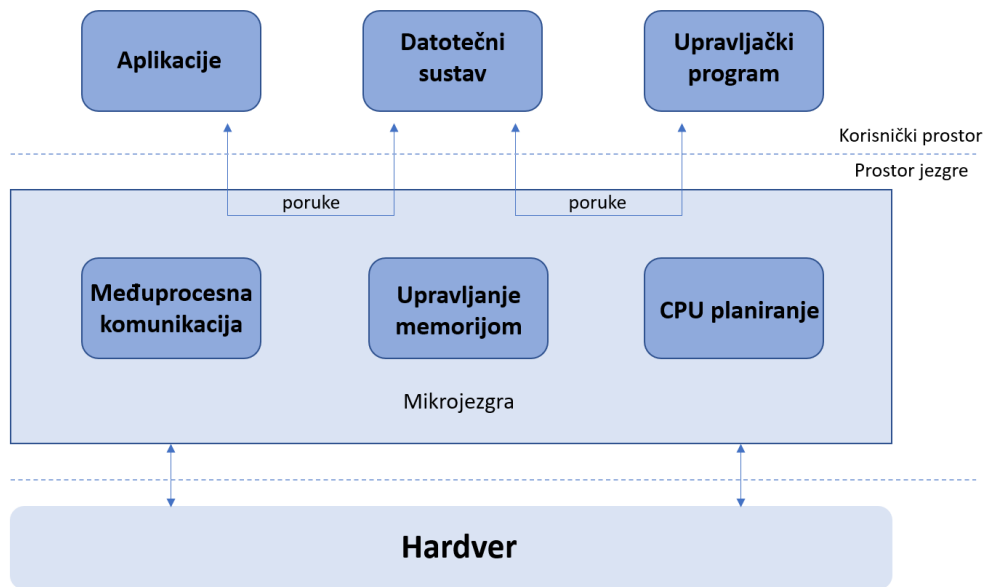 Aplikacije
Datotečni
sustav
Upravljački
program
Korisnički prostor
Prostor jezgre
poruke
poruke
Međuprocesna
komunikacija
Upravljanje
memorijom
CPU planiranje
Mikrojezgra
Hardver